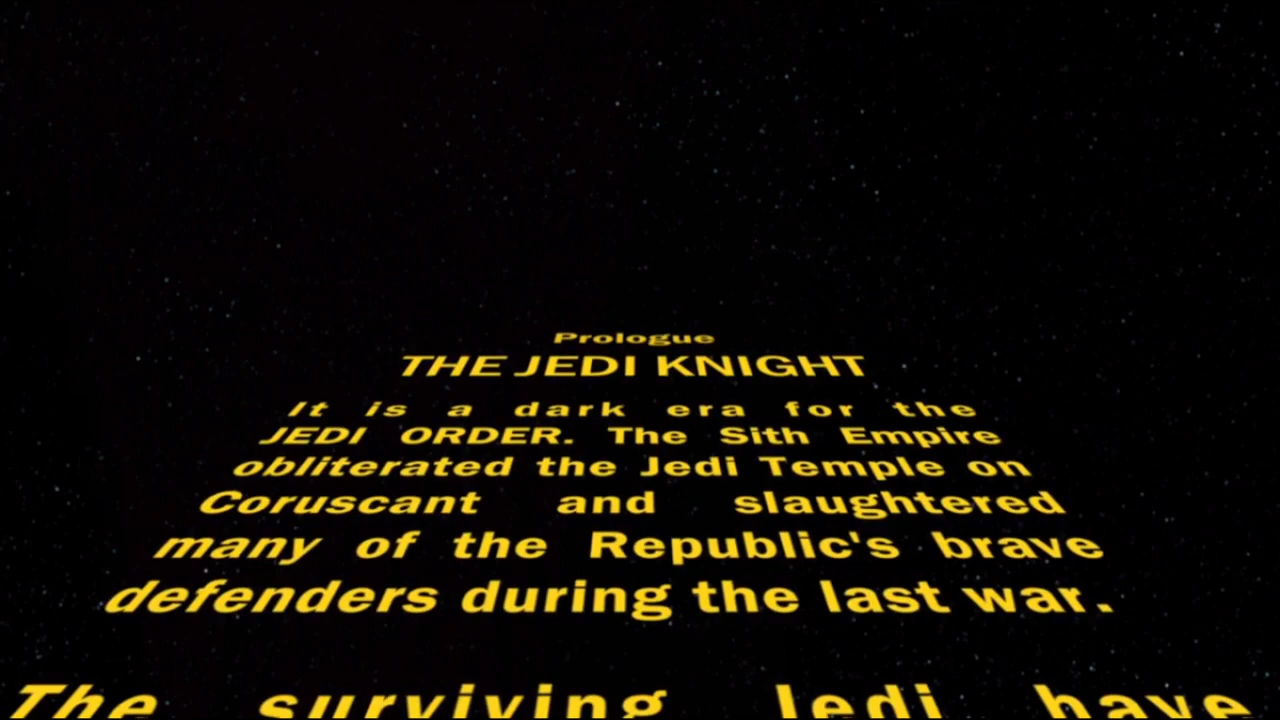 Prologue
THE JEDI KNIGHT
It is a dark era for the
JEDI ORDER. The Sith Empire
obliterated the Jedi Temple on
Coruscant and slaughtered
many of the Republic's brave
defenders during the last war.
The surviving Jedi have